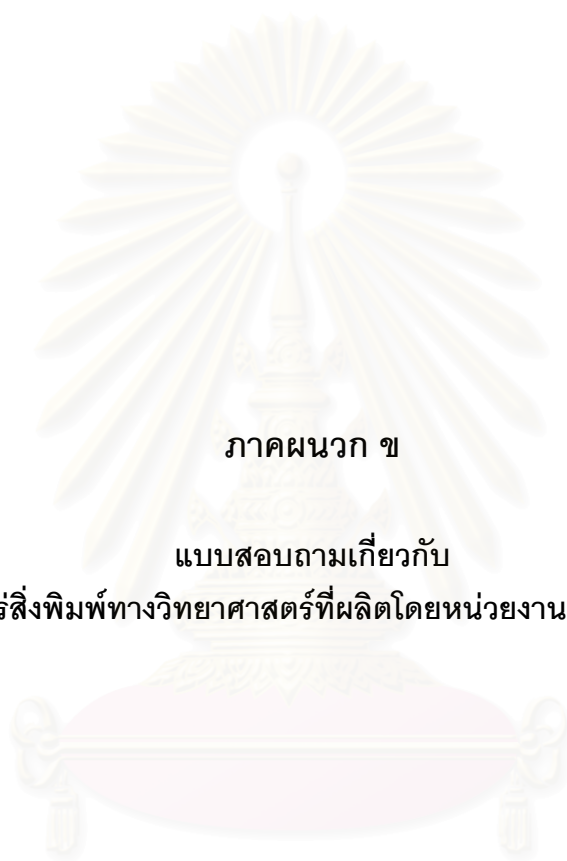 ภาคผนวก ข
แบบสอบถามเกี่ยวกับ
สิ่งพิมพ์ทางวิทยาศาสตร์ที่ผลิตโดยหน่วยงาน